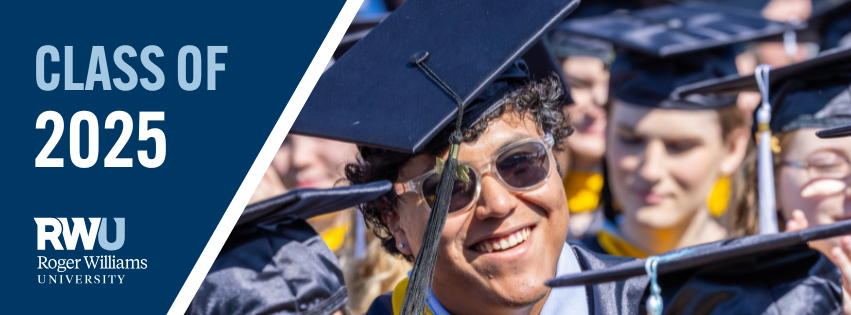 CLASS OF
2025
RWU
Roger Williams
UNIVERSITY